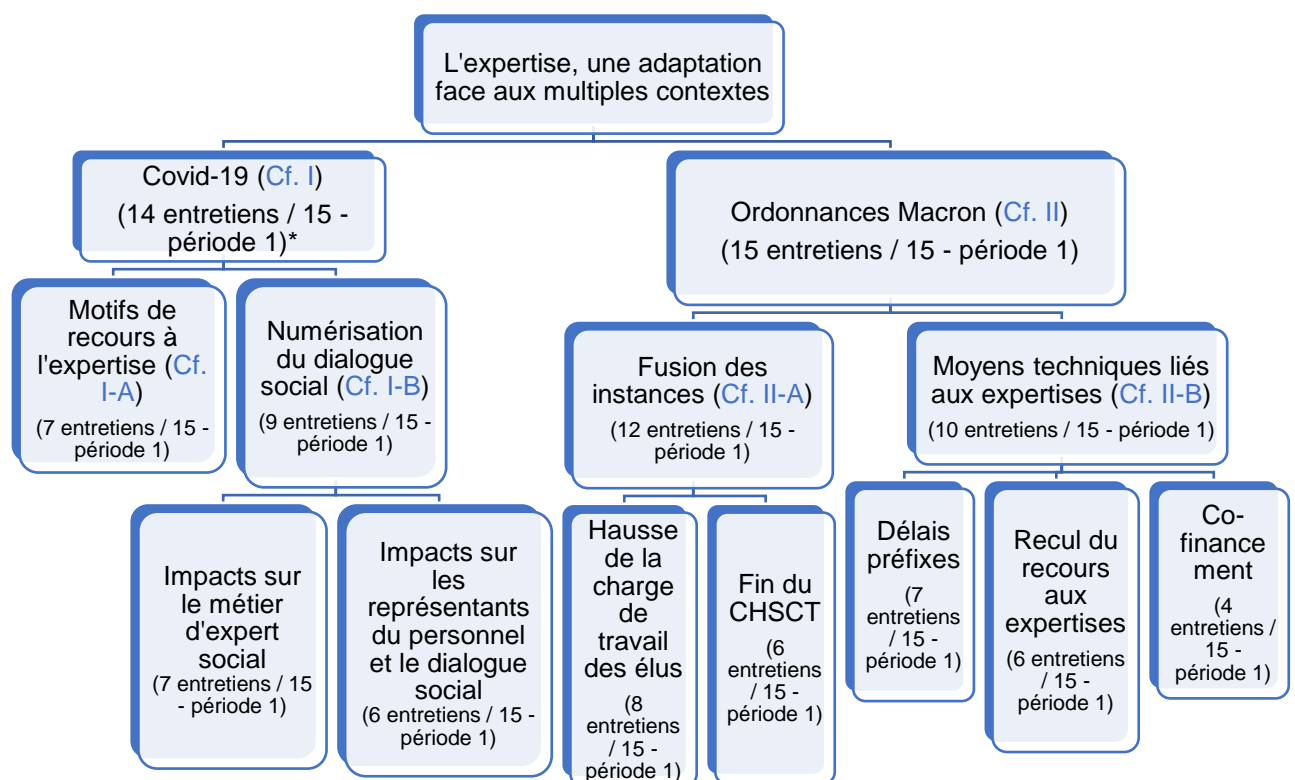 L'expertise, une adaptation
face aux multiples contextes
Covid-19 (Cf. I)
(14 entretiens / 15 -
période 1)*
Ordonnances Macron (Cf. II)
(15 entretiens / 15 - période 1)
Motifs de
recours à
l'expertise (Cf.
I-A)
(7 entretiens / 15 -
période 1)
Numérisation
du dialogue
social (Cf. I-B)
(9 entretiens / 15 -
période 1)
Fusion des
instances (Cf. II-A)
(12 entretiens / 15 -
période 1)
Moyens techniques liés
aux expertises (Cf. II-B)
(10 entretiens / 15 - période 1)
Impacts sur
le métier
d'expert
social
(7 entretiens / 15
- période 1)
Impacts sur
les
représentants
du personnel
et le dialogue
social
(6 entretiens / 15 -
période 1)
Hausse
de la
charge
de
travail
des élus
(8
entretiens
/ 15 -
période 1)
Fin du
CHSCT
(6
entretiens
/ 15 -
période 1)
Délais
préfixes
(7
entretiens
/ 15 -
période 1)
Recul du
recours
aux
expertises
(6 entretiens
/ 15 -
période 1)
Co-
finance
ment
(4
entretiens /
15 -
période 1)